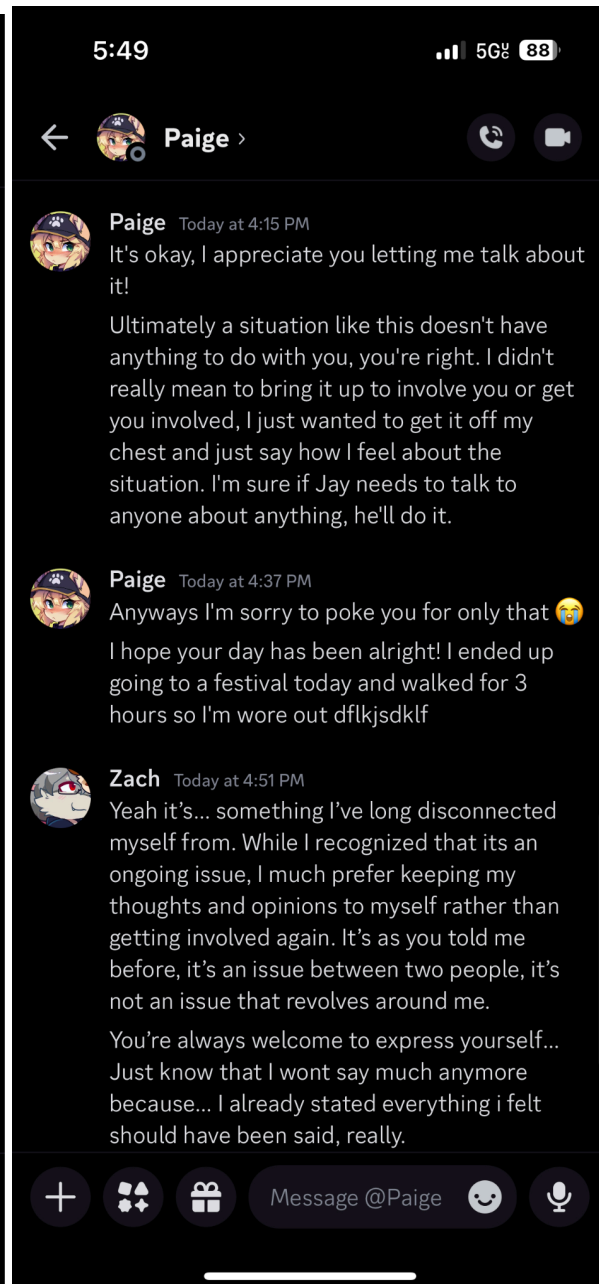 5:49
5G 88
Paige
Paige Today at 4:15 PM
It's okay, I appreciate you letting me talk about
it!
Ultimately a situation like this doesn't have
anything to do with you, you're right. I didn't
really mean to bring it up to involve you or get
you involved, I just wanted to get it off my
chest and just say how I feel about the
situation. I'm sure if Jay needs to talk to
anyone about anything, he'll do it.
Paige Today at 4:37 PM
Anyways I'm sorry to poke you for only that 😭
I hope your day has been alright! I ended up
going to a festival today and walked for 3
hours so I'm wore out dflkjsdklf
Zach Today at 4:51 PM
Yeah it’s... something I’ve long disconnected
myself from. While I recognized that its an
ongoing issue, I much prefer keeping my
thoughts and opinions to myself rather than
getting involved again. It’s as you told me
before, it’s an issue between two people, it’s
not an issue that revolves around me.
You’re always welcome to express yourself...
Just know that I wont say much anymore
because... I already stated everything i felt
should have been said, really.
Message @Paige